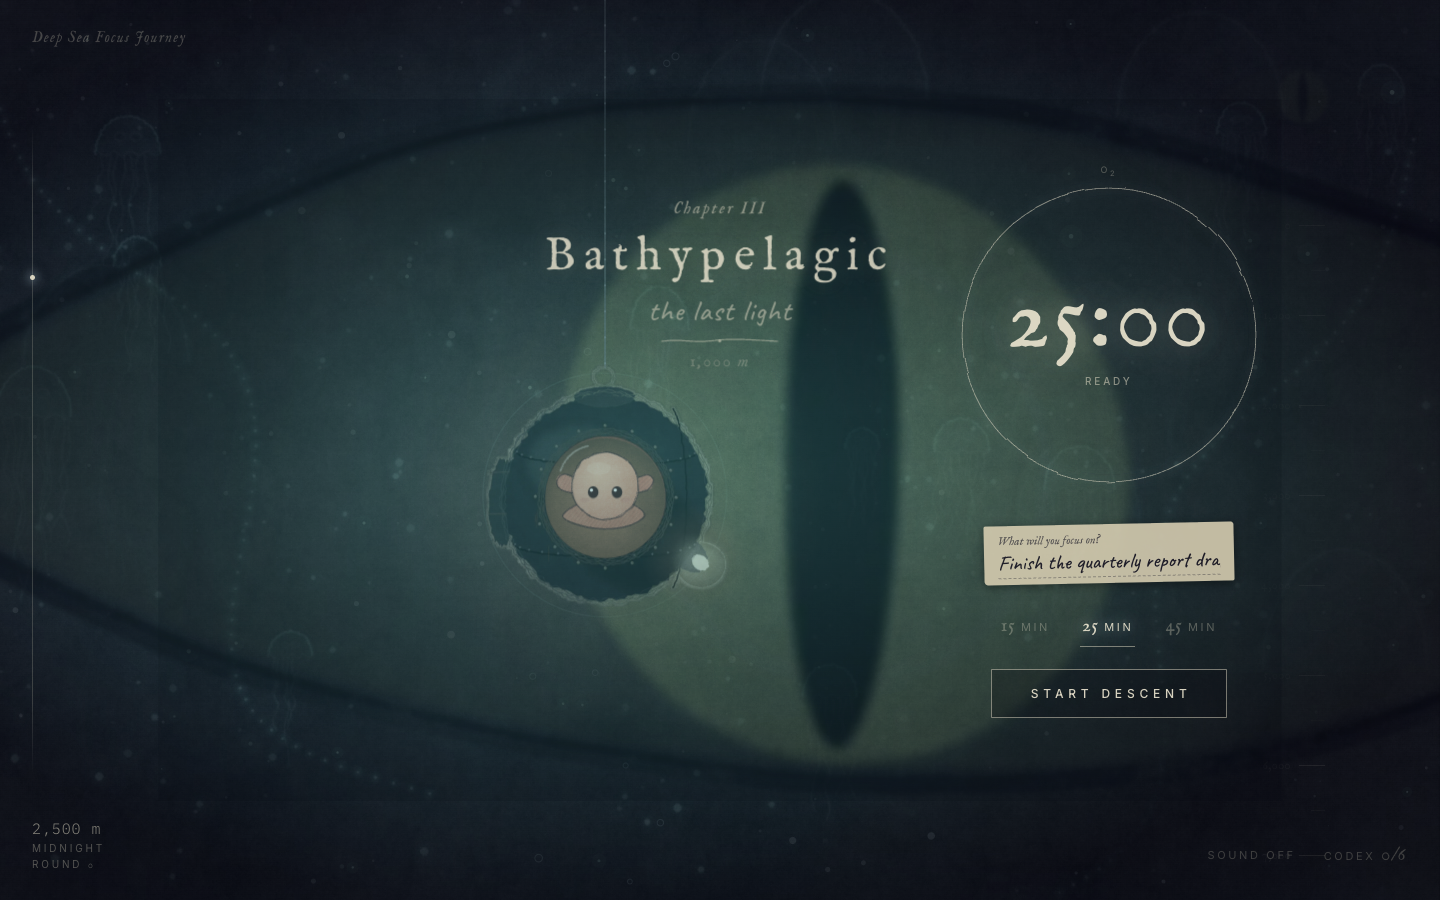 Deep Sea Focus Journey
Chapter III
Bathypelagic
the last light
1,000 m
O₂
25:00
READY
What will you focus on?
Finish the quarterly report dra
15 MIN
25 MIN
45 MIN
START DESCENT
2,500 m
MIDNIGHT
ROUND 0
SOUND OFF
CODEX 0/6